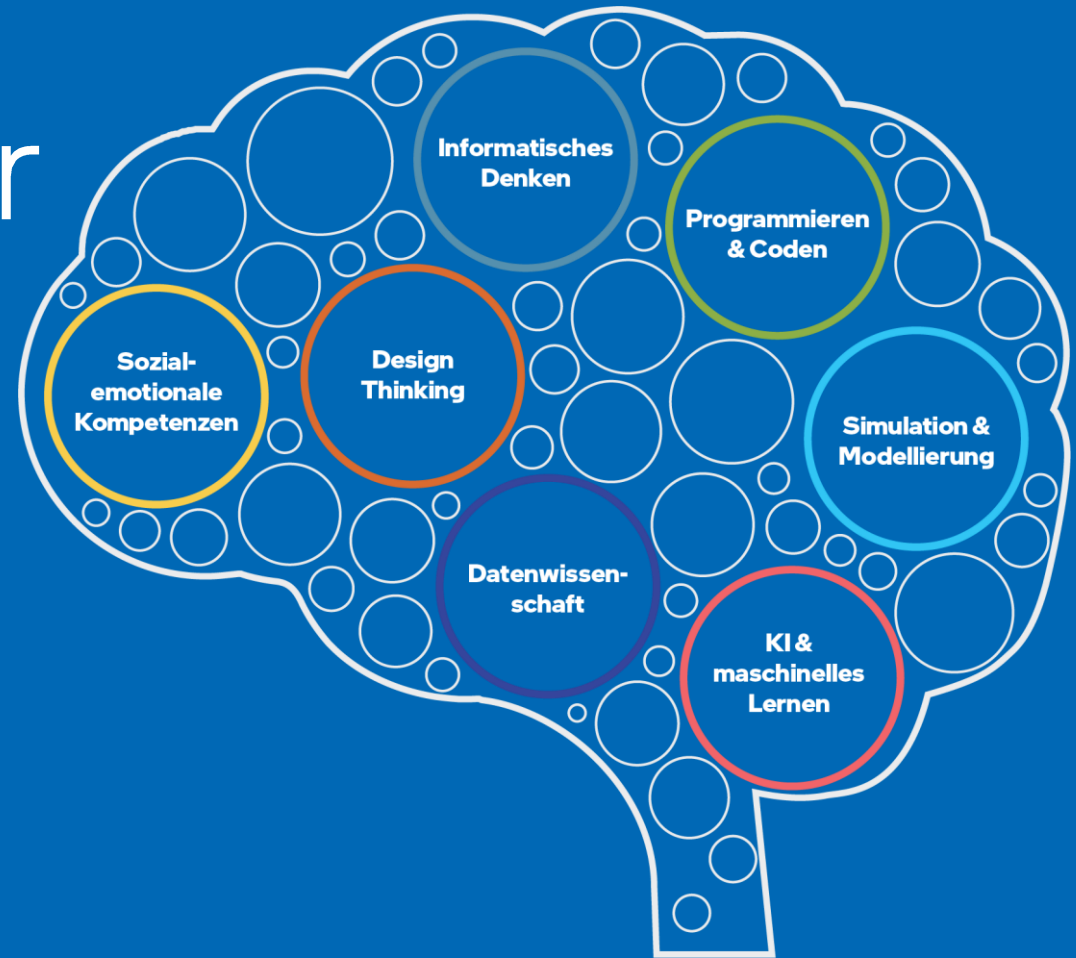 r
Informatisches
Denken
Programmieren
& Coden
Sozial-
emotionale
Kompetenzen
Design
Thinking
Simulation &
Modellierung
Datenwissen-
schaft
KI &
maschinelles
Lernen